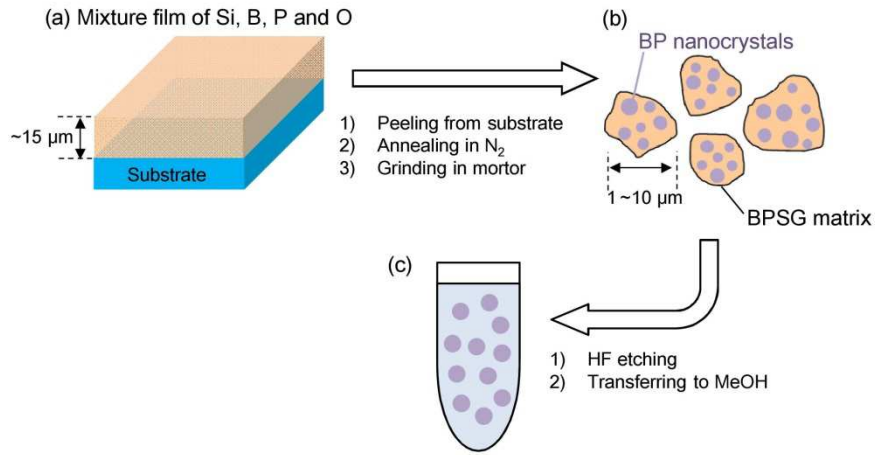 (a) Mixture film of Si, B, P and O
~15 μm
Substrate
1) Peeling from substrate
2) Annealing in N₂
3) Grinding in mortor
(b)
BP nanocrystals
1 ~10 μm
BPSG matrix
(c)
1) HF etching
2) Transferring to MeOH